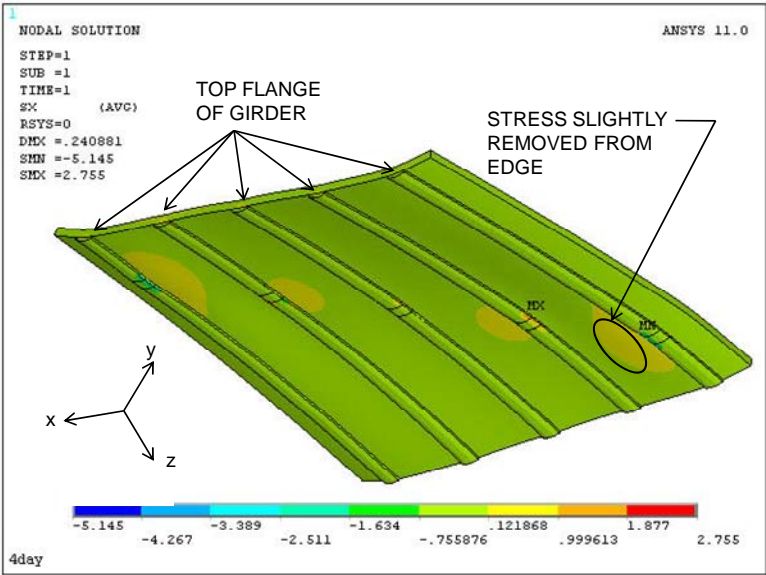 1
NODAL SOLUTION
ANSYS 11.0
STEP=1
SUB =1
TIME=1
SX (AVG)
RSYS=0
DMX =.240881
SMN =-5.145
SMX =2.755
TOP FLANGE
OF GIRDER
STRESS SLIGHTLY
REMOVED FROM
EDGE
MX
MN
y
x
z
-5.145 -3.389 -1.634 .121868 1.877
-4.267 -2.511 -.755876 .999613 2.755
4day